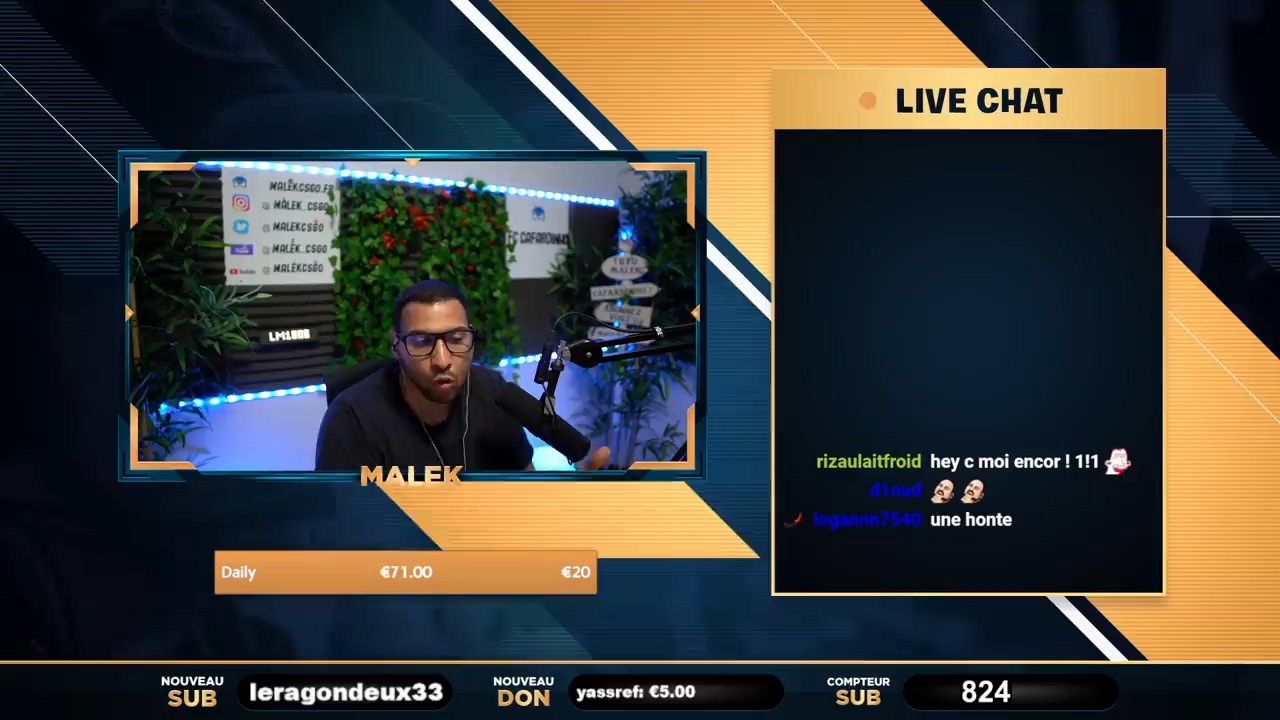 LIVE CHAT
MALEKCSGO.FR
MALEK_CSGO
MALEKCSGO
MALEK_CSGO
MALEKCSGO
LM1808
MALEK
rizaulaitfroid hey c moi encor ! 1!1
d1oud
logannn7540 une honte
Daily €71.00 €20
NOUVEAU
SUB
leragondeux33
NOUVEAU
DON
yassref: €5.00
COMPTEUR
SUB
824